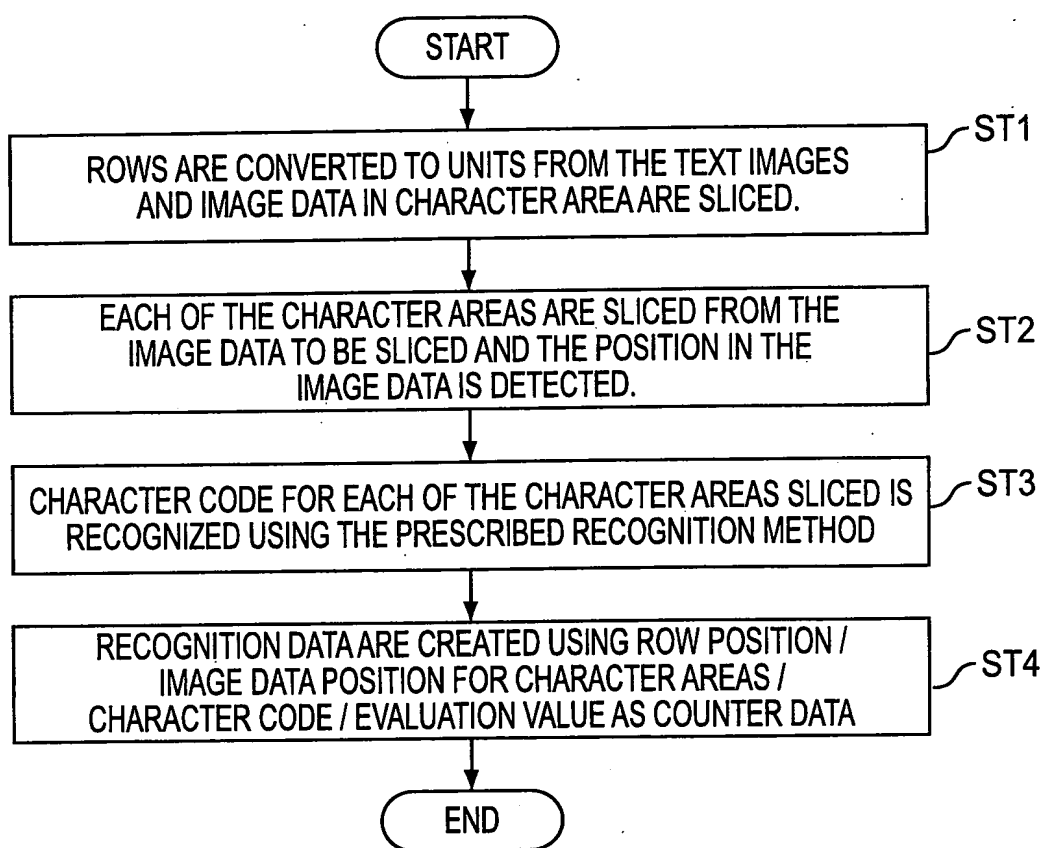 START
ROWS ARE CONVERTED TO UNITS FROM THE TEXT IMAGES
AND IMAGE DATA IN CHARACTER AREA ARE SLICED.
ST1
EACH OF THE CHARACTER AREAS ARE SLICED FROM THE
IMAGE DATA TO BE SLICED AND THE POSITION IN THE
IMAGE DATA IS DETECTED.
ST2
CHARACTER CODE FOR EACH OF THE CHARACTER AREAS SLICED IS
RECOGNIZED USING THE PRESCRIBED RECOGNITION METHOD
ST3
RECOGNITION DATA ARE CREATED USING ROW POSITION /
IMAGE DATA POSITION FOR CHARACTER AREAS /
CHARACTER CODE / EVALUATION VALUE AS COUNTER DATA
ST4
END